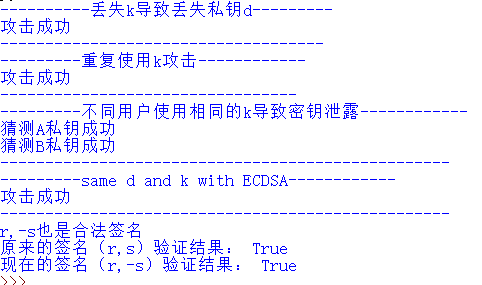 ----------丢失k导致丢失私钥d---------
攻击成功
------------------------------------
---------重复使用k攻击------------
攻击成功
---------------------------------
---------不同用户使用相同的k导致密钥泄露------------
猜测A私钥成功
猜测B私钥成功
--------------------------------------------------
---------same d and k with ECDSA------------
攻击成功
--------------------------------------------------
r,-s也是合法签名
原来的签名（r,s）验证结果： True
现在的签名（r,-s）验证结果： True
>>>